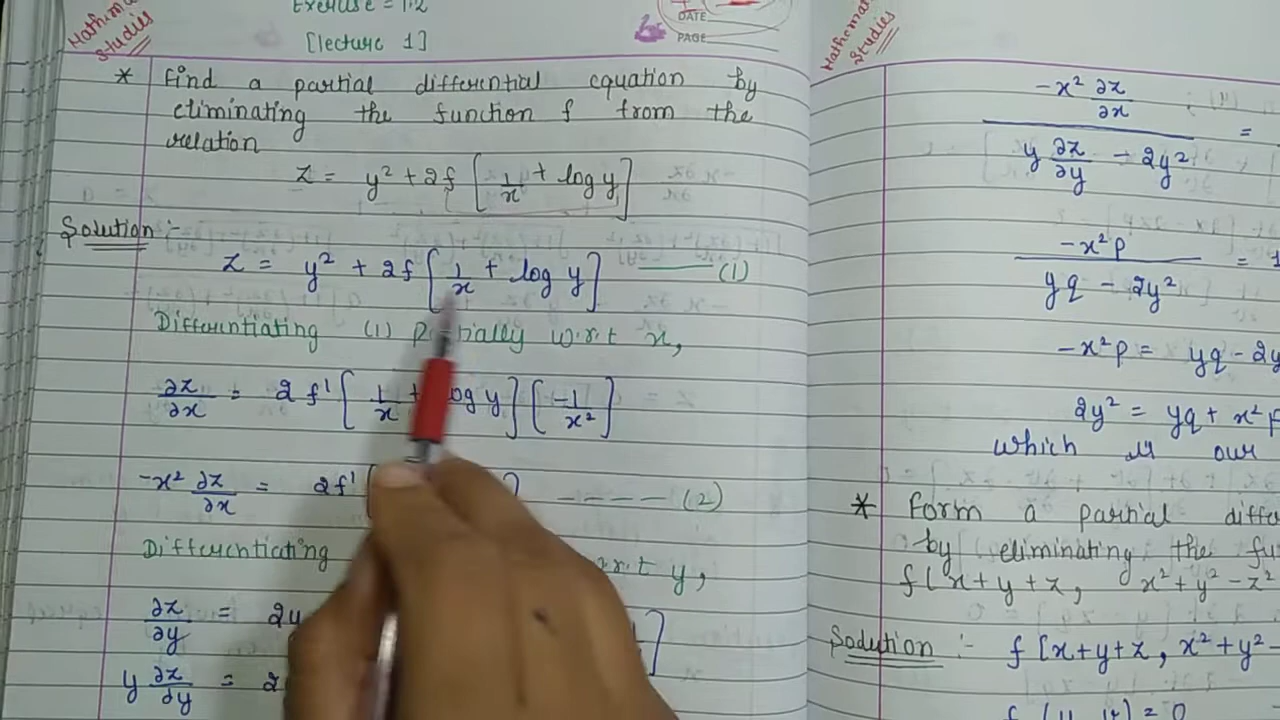 Exercise = 1.2
[lecture 1]
Mathematics
Studies
DATE
PAGE
* Find a partial differential equation by
eliminating the function f from the
relation
z = y² + 2f [1/x + log y]
Solution :-
z = y² + 2f [1/x + log y] ——— (1)
Differentiating (1) partially w.r.t x,
∂z/∂x = 2 f' [1/x + log y] [-1/x²]
-x² ∂z/∂x = 2f' ---- (2)
Differentiating w.r.t y,
∂z/∂y = 2y
y ∂z/∂y = 2
Mathematics
Studies
-x² ∂z/∂x / y ∂z/∂y - 2y² =
-x²p / yq - 2y² = 1
-x²p = yq - 2y
2y² = yq + x²p
which is our
* Form a partial
by eliminating the
f(x+y+z, x²+y²-z²
Solution :- f [x+y+z, x²+y²-